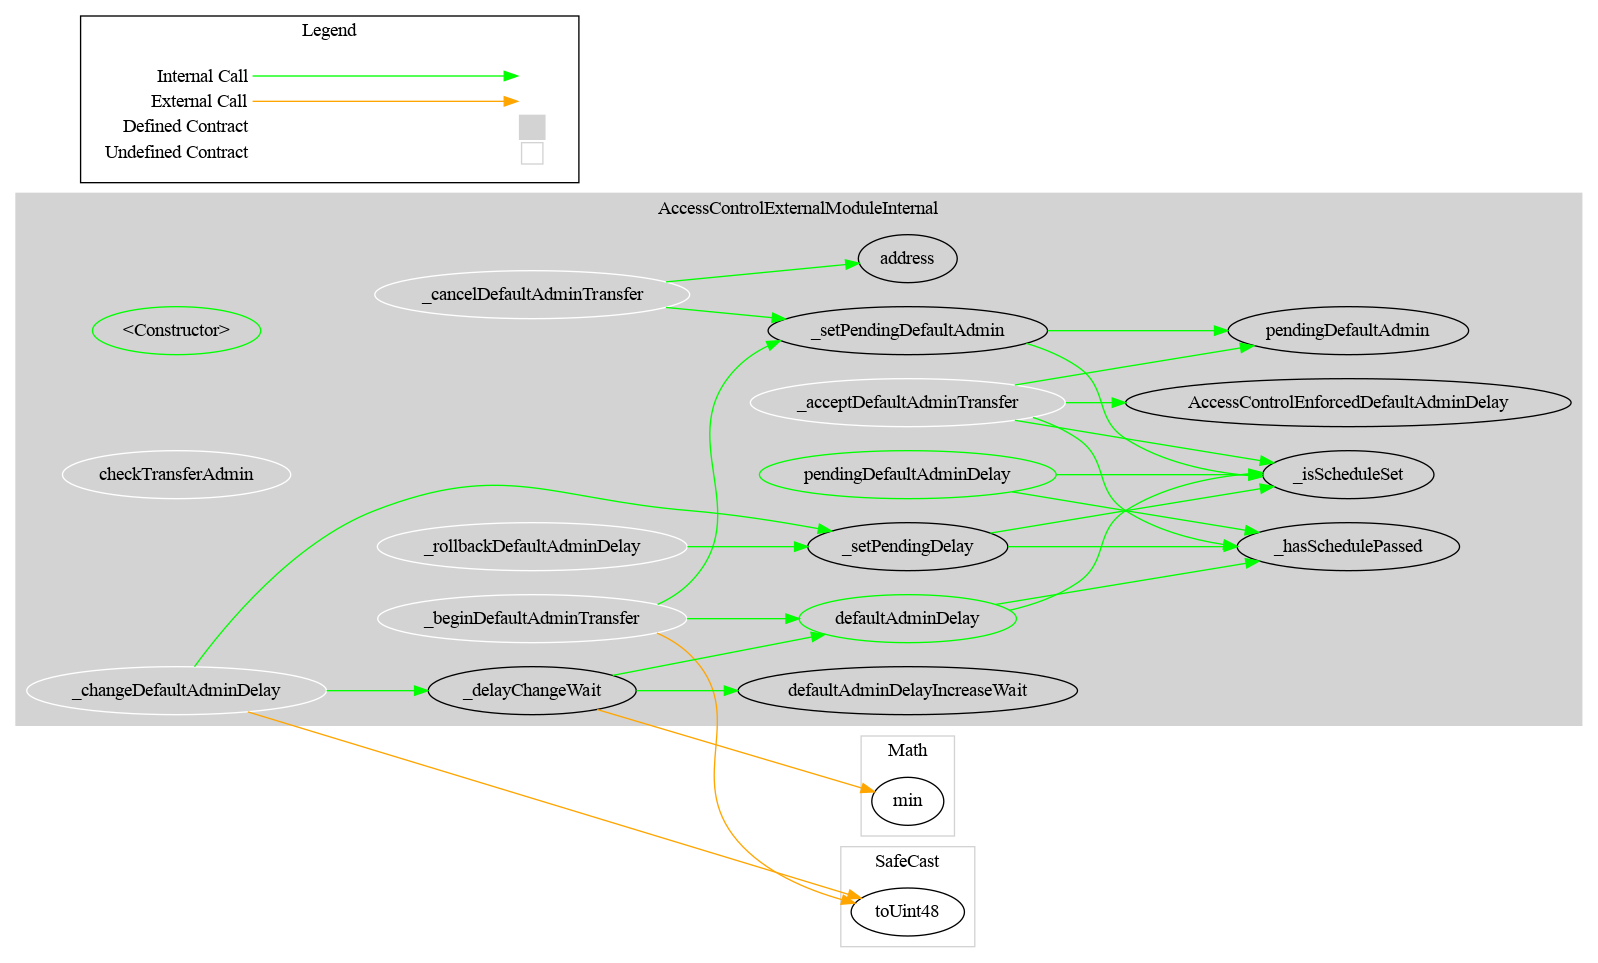 Legend
Internal Call
External Call
Defined Contract
Undefined Contract
AccessControlExternalModuleInternal
address
_cancelDefaultAdminTransfer
<Constructor>
_setPendingDefaultAdmin
pendingDefaultAdmin
_acceptDefaultAdminTransfer
AccessControlEnforcedDefaultAdminDelay
checkTransferAdmin
pendingDefaultAdminDelay
_isScheduleSet
_rollbackDefaultAdminDelay
_setPendingDelay
_hasSchedulePassed
_beginDefaultAdminTransfer
defaultAdminDelay
_changeDefaultAdminDelay
_delayChangeWait
defaultAdminDelayIncreaseWait
Math
min
SafeCast
toUint48